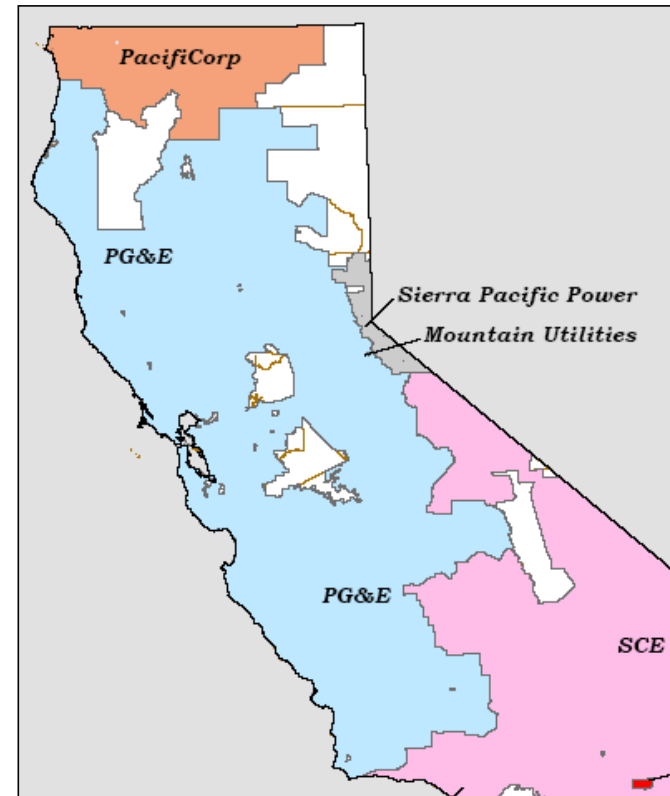 PacifiCorp
PG&E
Sierra Pacific Power
Mountain Utilities
PG&E
SCE